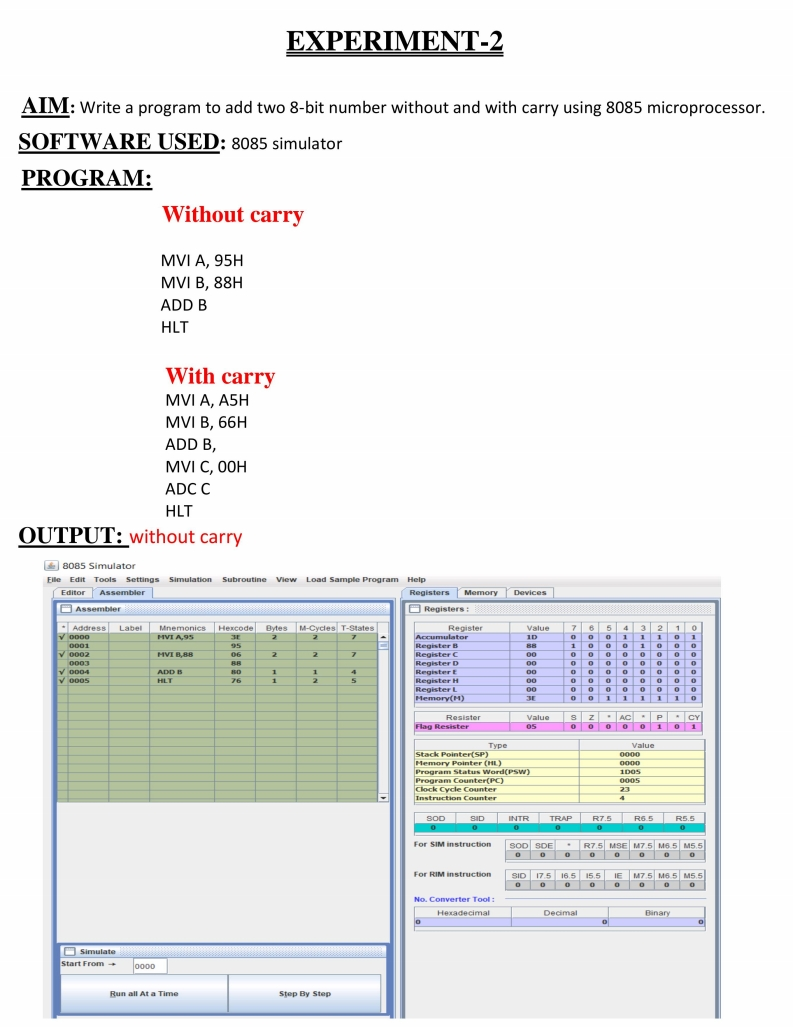 EXPERIMENT-2
AIM: Write a program to add two 8-bit number without and with carry using 8085 microprocessor.
SOFTWARE USED: 8085 simulator
PROGRAM:
Without carry
MVI A, 95H
MVI B, 88H
ADD B
HLT
With carry
MVI A, A5H
MVI B, 66H
ADD B,
MVI C, 00H
ADC C
HLT
OUTPUT: without carry
8085 Simulator
File Edit Tools Settings Simulation Subroutine View Load Sample Program Help
Editor Assembler
Assembler
* Address Label Mnemonics Hexcode Bytes M-Cycles T-States
√ 0000 MVI A,95 3E 2 2 7
0001 95
√ 0002 MVI B,88 06 2 2 7
0003 88
√ 0004 ADD B 80 1 1 4
√ 0005 HLT 76 1 2 5
Simulate
Start From → 0000
Run all At a Time Step By Step
Registers Memory Devices
Registers :
Register Value 7 6 5 4 3 2 1 0
Accumulator 1D 0 0 0 1 1 1 0 1
Register B 88 1 0 0 0 1 0 0 0
Register C 00 0 0 0 0 0 0 0 0
Register D 00 0 0 0 0 0 0 0 0
Register E 00 0 0 0 0 0 0 0 0
Register H 00 0 0 0 0 0 0 0 0
Register L 00 0 0 0 0 0 0 0 0
Memory(M) 3E 0 0 1 1 1 1 1 0
Resister Value S Z * AC * P * CY
Flag Resister 05 0 0 0 0 0 1 0 1
Type Value
Stack Pointer(SP) 0000
Memory Pointer (HL) 0000
Program Status Word(PSW) 1D05
Program Counter(PC) 0005
Clock Cycle Counter 23
Instruction Counter 4
SOD SID INTR TRAP R7.5 R6.5 R5.5
0 0 0 0 0 0 0
For SIM instruction SOD SDE * R7.5 MSE M7.5 M6.5 M5.5
0 0 0 0 0 0 0 0
For RIM instruction SID I7.5 I6.5 I5.5 IE M7.5 M6.5 M5.5
0 0 0 0 0 0 0 0
No. Converter Tool :
Hexadecimal Decimal Binary
0 0 0